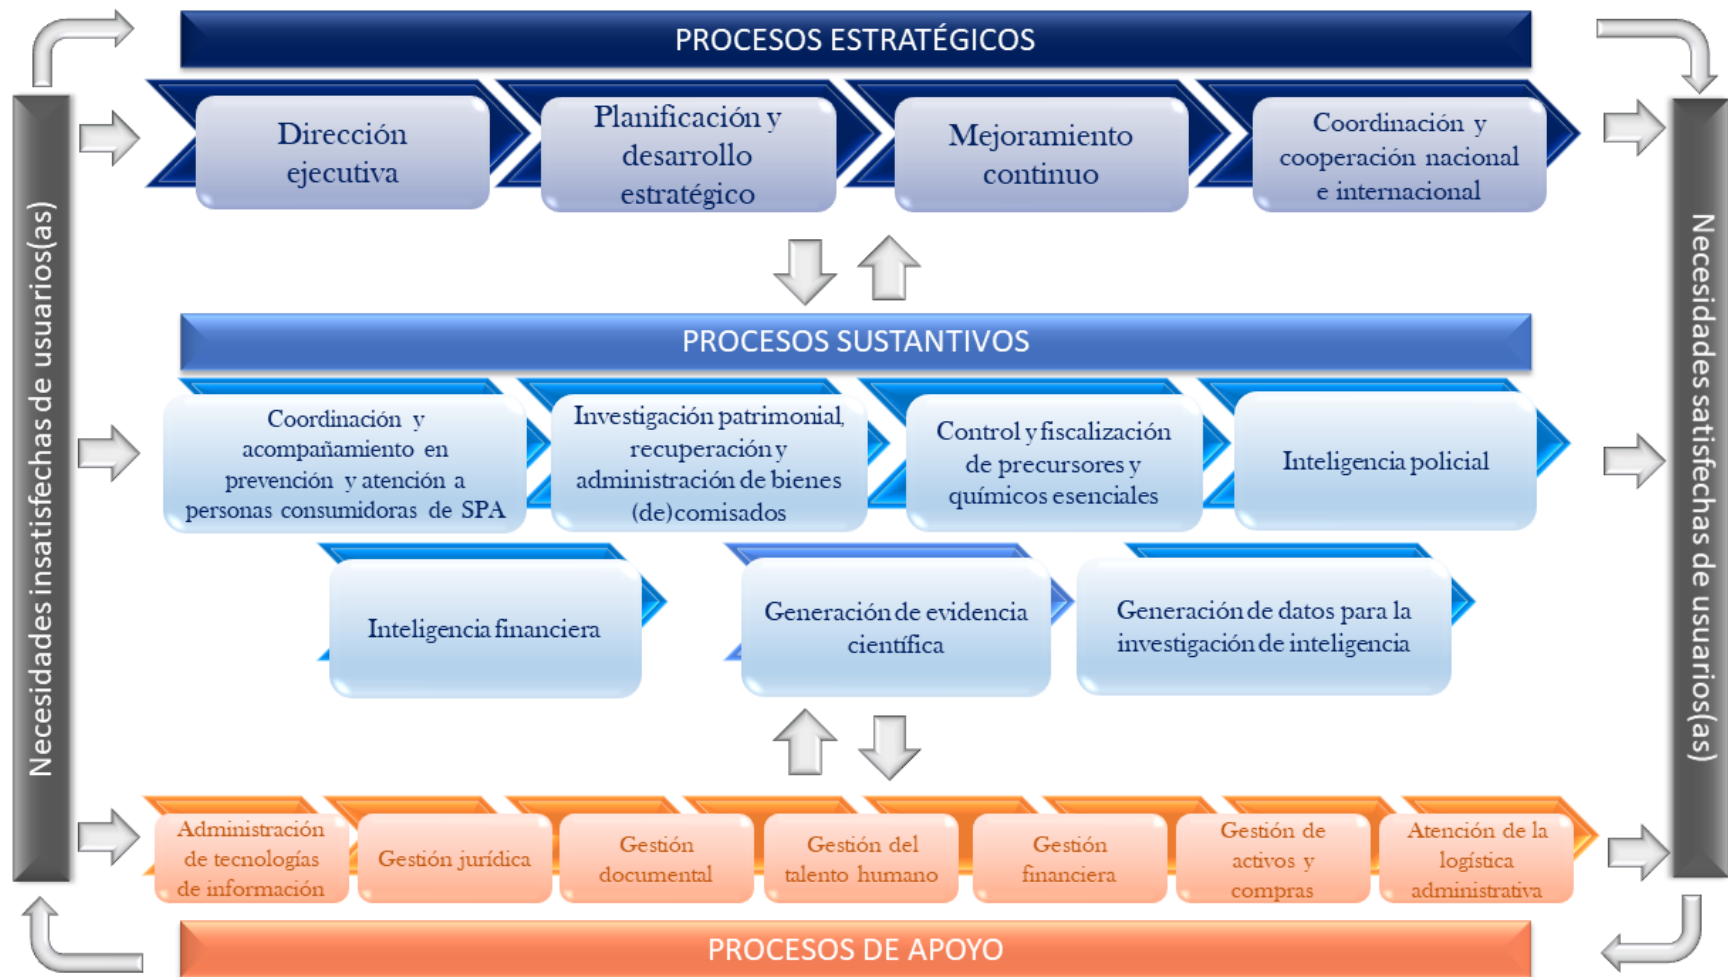 PROCESOS ESTRATÉGICOS
Necesidades insatisfechas de usuarios(as)
Dirección
ejecutiva
Planificación y
desarrollo
estratégico
Mejoramiento
continuo
Coordinación y
cooperación nacional
e internacional
Necesidades satisfechas de usuarios(as)
PROCESOS SUSTANTIVOS
Coordinación y
acompañamiento en
prevención y atención a
personas consumidoras de SPA
Investigación patrimonial,
recuperación y
administración de bienes
(de)comisados
Control y fiscalización
de precursores y
químicos esenciales
Inteligencia policial
Inteligencia financiera
Generación de evidencia
científica
Generación de datos para la
investigación de inteligencia
Administración
de tecnologías
de información
Gestión jurídica
Gestión
documental
Gestión del
talento humano
Gestión
financiera
Gestión de
activos y
compras
Atención de la
logística
administrativa
PROCESOS DE APOYO